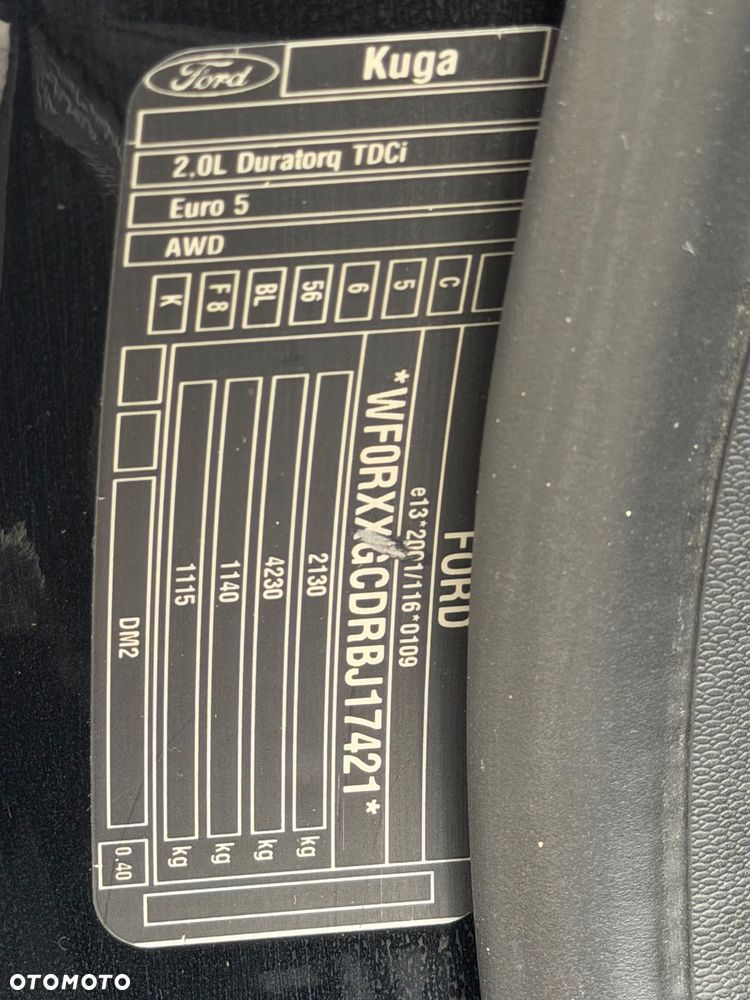 Ford
Kuga
2,0L Duratorq TDCi
Euro 5
AWD
K F8 BL 56 6 5 C
FORD
e13*2001/116*0109
*WF0RXXGCDRBJ17421*
2130 kg
4230 kg
1140 kg
1115 kg
DM2 0.40
OTOMOTO